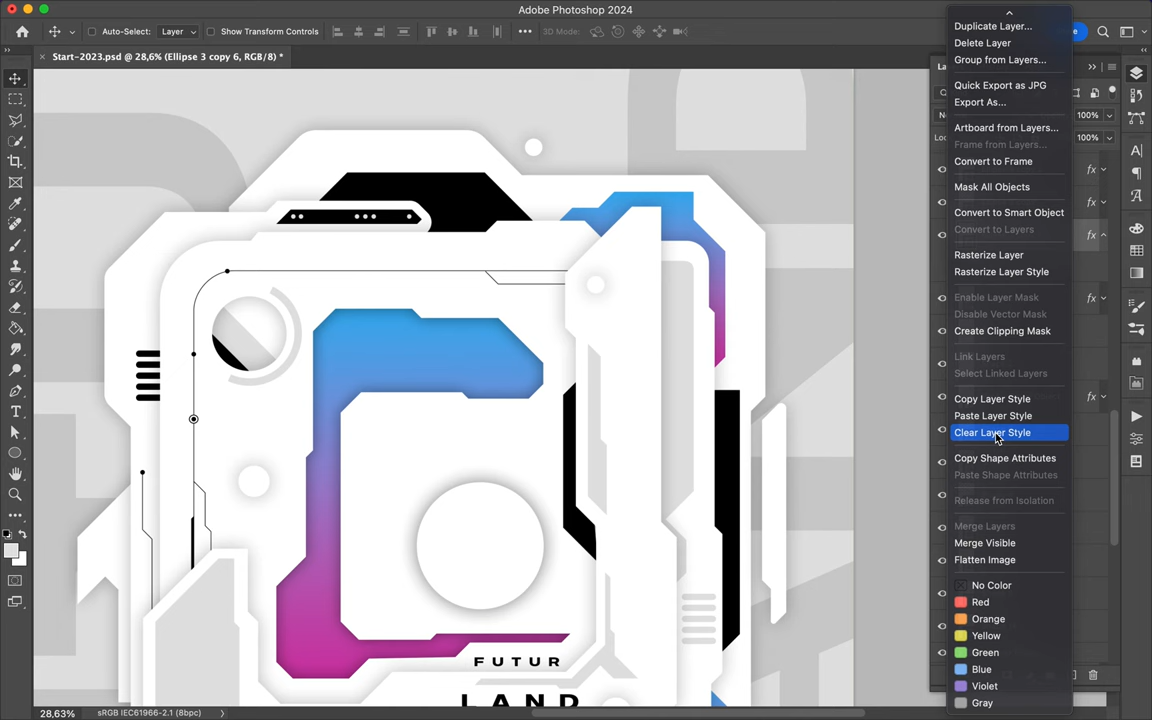 Adobe Photoshop 2024
Auto-Select: Layer Show Transform Controls 3D Mode:
× Start-2023.psd @ 28,6% (Ellipse 3 copy 6, RGB/8) *
Duplicate Layer...
Delete Layer
Group from Layers...
Quick Export as JPG
Export As...
Artboard from Layers...
Frame from Layers...
Convert to Frame
Mask All Objects
Convert to Smart Object
Convert to Layers
Rasterize Layer
Rasterize Layer Style
Enable Layer Mask
Disable Vector Mask
Create Clipping Mask
Link Layers
Select Linked Layers
Copy Layer Style
Paste Layer Style
Clear Layer Style
Copy Shape Attributes
Paste Shape Attributes
Release from Isolation
Merge Layers
Merge Visible
Flatten Image
No Color
Red
Orange
Yellow
Green
Blue
Violet
Gray
100%
100%
fx
fx
fx
fx
fx
FUTUR
LAND
28,63% sRGB IEC61966-2.1 (8bpc)